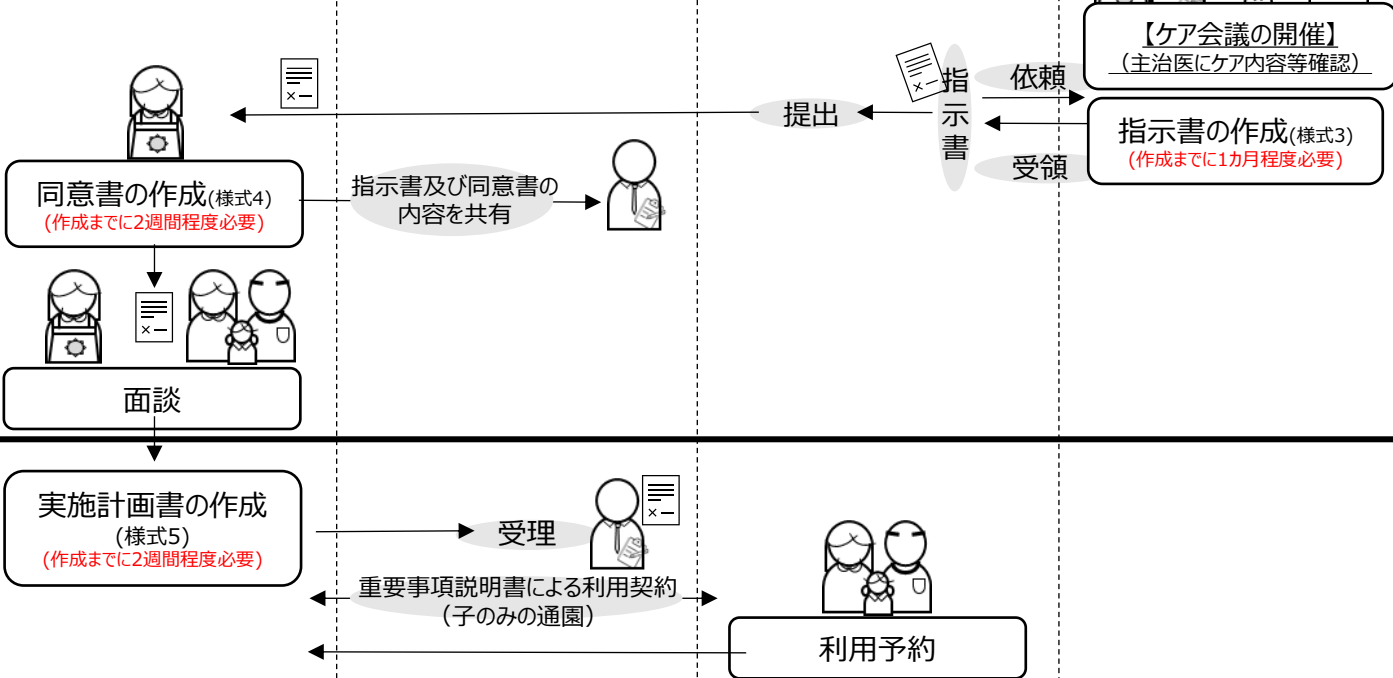 【ケア会議の開催】
（主治医にケア内容等確認）
指示書
依頼
提出
受領
指示書の作成(様式3)
(作成までに1カ月程度必要)
同意書の作成(様式4)
(作成までに2週間程度必要)
指示書及び同意書の
内容を共有
面談
実施計画書の作成
(様式5)
(作成までに2週間程度必要)
受理
重要事項説明書による利用契約
（子のみの通園）
利用予約